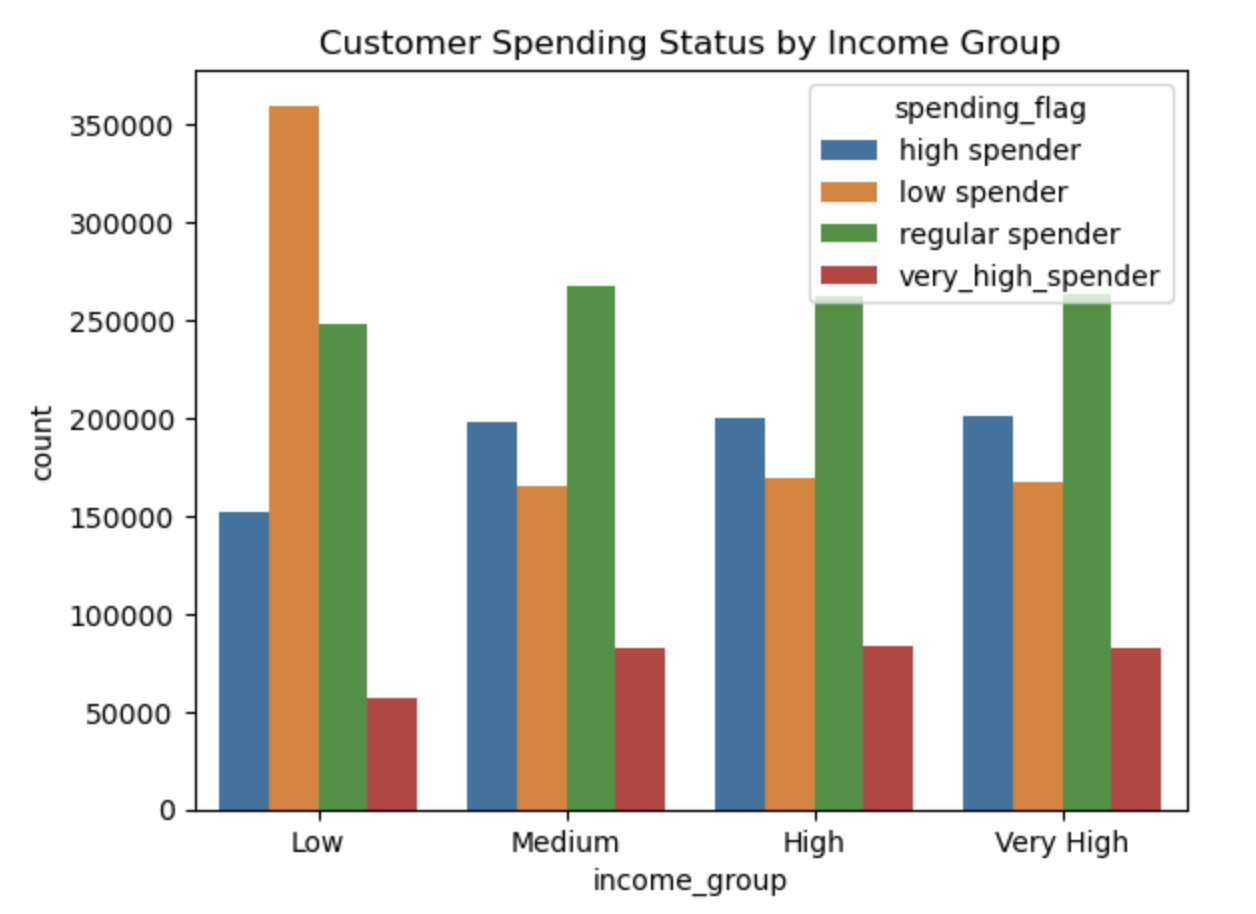 Customer Spending Status by Income Group
spending_flag
high spender
low spender
regular spender
very_high_spender
350000
300000
250000
200000
150000
100000
50000
0
count
Low Medium High Very High
income_group